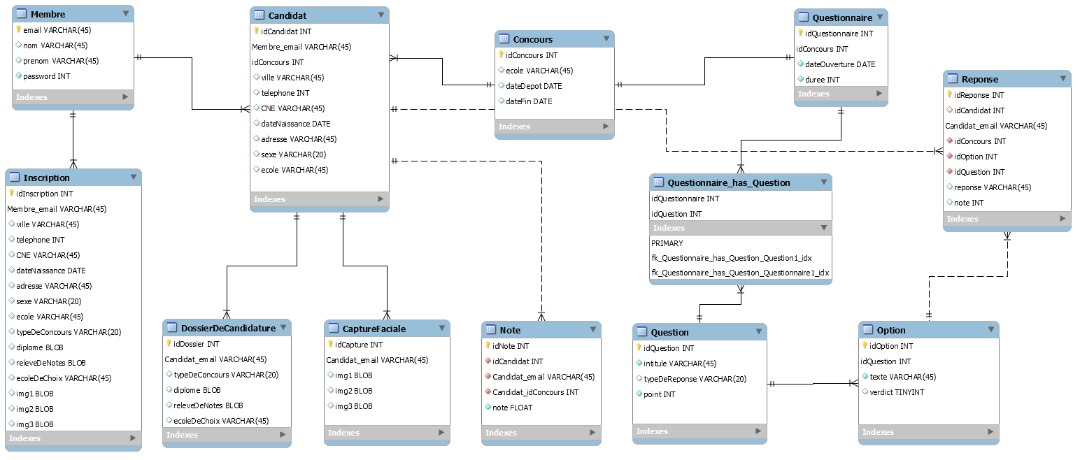 Membre
email VARCHAR(45)
nom VARCHAR(45)
prenom VARCHAR(45)
password INT
Indexes
Candidat
idCandidat INT
Membre_email VARCHAR(45)
idConcours INT
ville VARCHAR(45)
telephone INT
CNE VARCHAR(45)
dateNaissance DATE
adresse VARCHAR(45)
sexe VARCHAR(20)
ecole VARCHAR(45)
Indexes
Concours
idConcours INT
ecole VARCHAR(45)
dateDepot DATE
dateFin DATE
Indexes
Questionnaire
idQuestionnaire INT
idConcours INT
dateOuverture DATE
duree INT
Indexes
Reponse
idReponse INT
idCandidat INT
Candidat_email VARCHAR(45)
idConcours INT
idOption INT
idQuestion INT
reponse VARCHAR(45)
note INT
Indexes
Inscription
idInscription INT
Membre_email VARCHAR(45)
ville VARCHAR(45)
telephone INT
CNE VARCHAR(45)
dateNaissance DATE
adresse VARCHAR(45)
sexe VARCHAR(20)
ecole VARCHAR(45)
typeDeConcours VARCHAR(20)
diplome BLOB
releveDeNotes BLOB
ecoleDeChoix VARCHAR(45)
img1 BLOB
img2 BLOB
img3 BLOB
Indexes
Questionnaire_has_Question
idQuestionnaire INT
idQuestion INT
Indexes
PRIMARY
fk_Questionnaire_has_Question_Question1_idx
fk_Questionnaire_has_Question_Questionnaire1_idx
DossierDeCandidature
idDossier INT
Candidat_email VARCHAR(45)
typeDeConcours VARCHAR(20)
diplome BLOB
releveDeNotes BLOB
ecoleDeChoix VARCHAR(45)
Indexes
CaptureFaciale
idCapture INT
Candidat_email VARCHAR(45)
img1 BLOB
img2 BLOB
img3 BLOB
Indexes
Note
idNote INT
idCandidat INT
Candidat_email VARCHAR(45)
Candidat_idConcours INT
note FLOAT
Indexes
Question
idQuestion INT
intitule VARCHAR(45)
typeDeReponse VARCHAR(20)
point INT
Indexes
Option
idOption INT
idQuestion INT
texte VARCHAR(45)
verdict TINYINT
Indexes